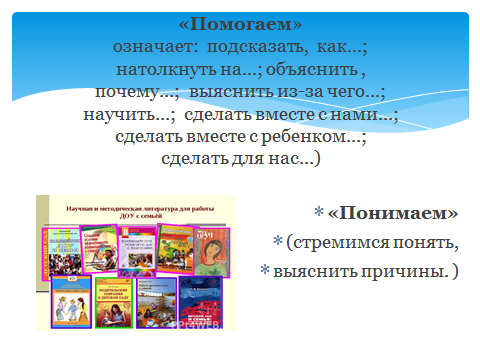 «Помогаем»
означает: подсказать, как...;
натолкнуть на...; объяснить ,
почему...; выяснить из-за чего...;
научить...; сделать вместе с нами...;
сделать вместе с ребенком...;
сделать для нас...)
Научная и методическая литература для работы
ДОУ с семьёй
* «Понимаем»
* (стремимся понять,
* выяснить причины. )